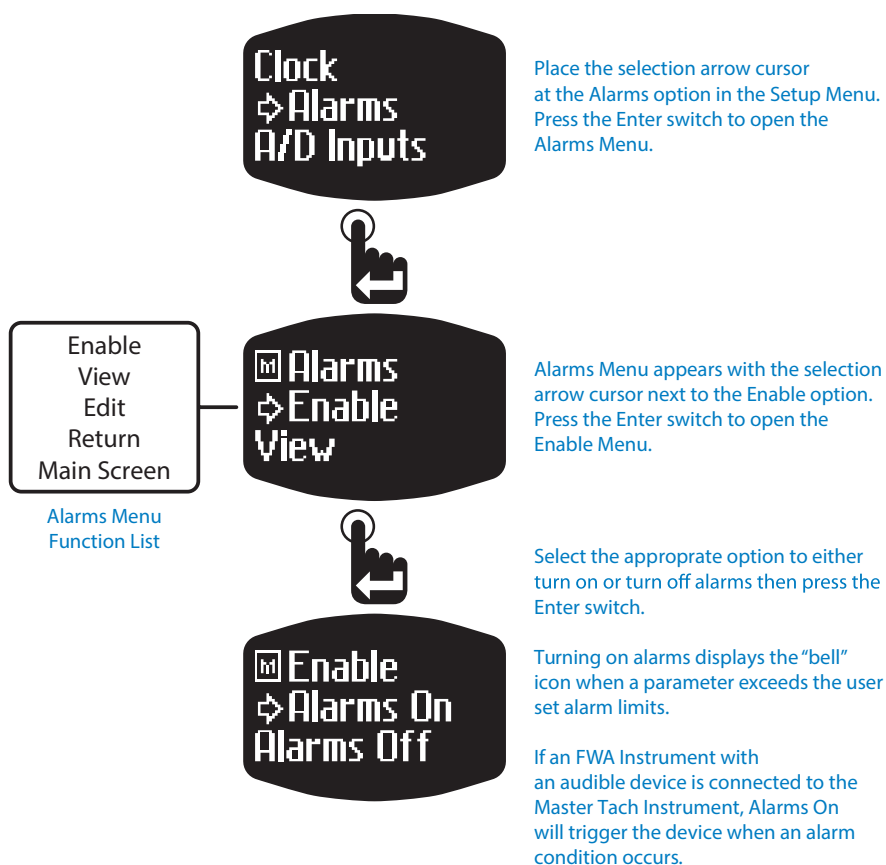 Clock
Alarms
A/D Inputs
Place the selection arrow cursor
at the Alarms option in the Setup Menu.
Press the Enter switch to open the
Alarms Menu.
Enable
View
Edit
Return
Main Screen
Alarms Menu
Function List
M Alarms
Enable
View
Alarms Menu appears with the selection
arrow cursor next to the Enable option.
Press the Enter switch to open the
Enable Menu.
M Enable
Alarms On
Alarms Off
Select the approprate option to either
turn on or turn off alarms then press the
Enter switch.
Turning on alarms displays the “bell”
icon when a parameter exceeds the user
set alarm limits.
If an FWA Instrument with
an audible device is connected to the
Master Tach Instrument, Alarms On
will trigger the device when an alarm
condition occurs.